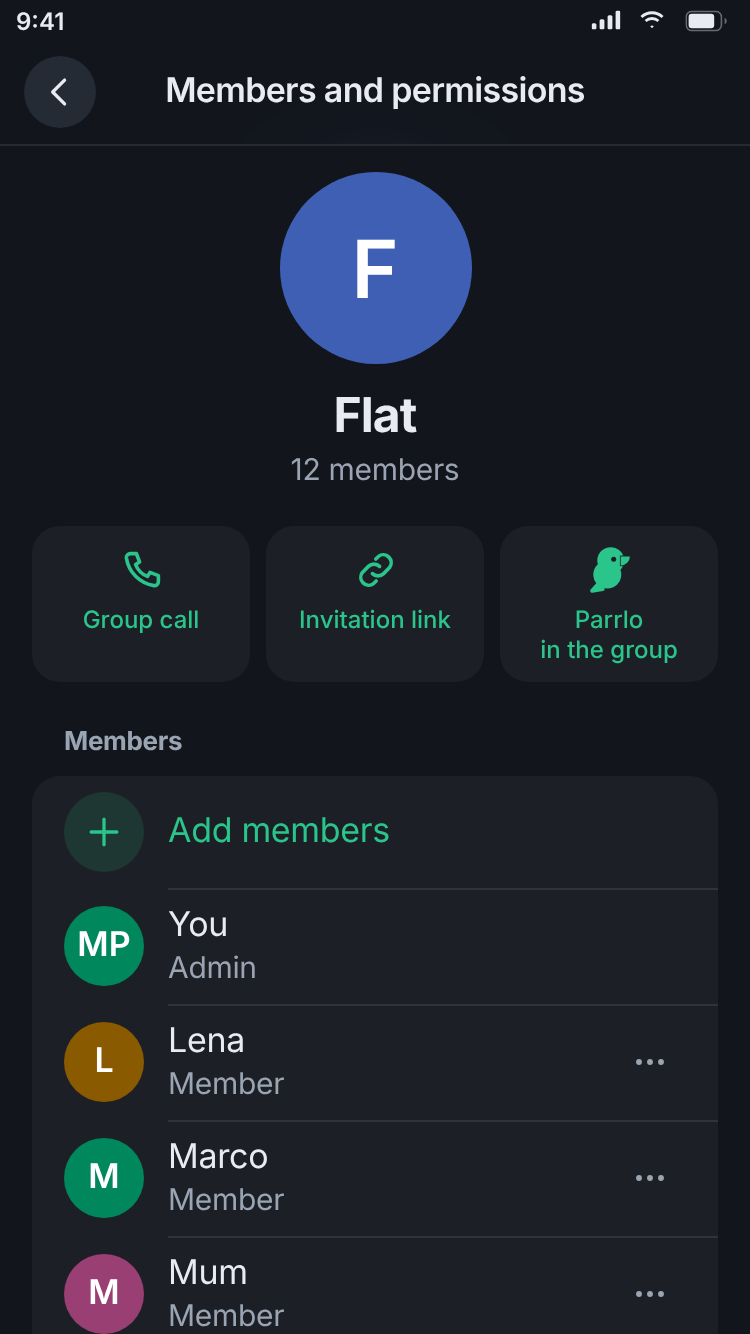 9:41
Members and permissions
F
Flat
12 members
Group call
Invitation link
Parrlo
in the group
Members
Add members
MP
You
Admin
L
Lena
Member
M
Marco
Member
M
Mum
Member